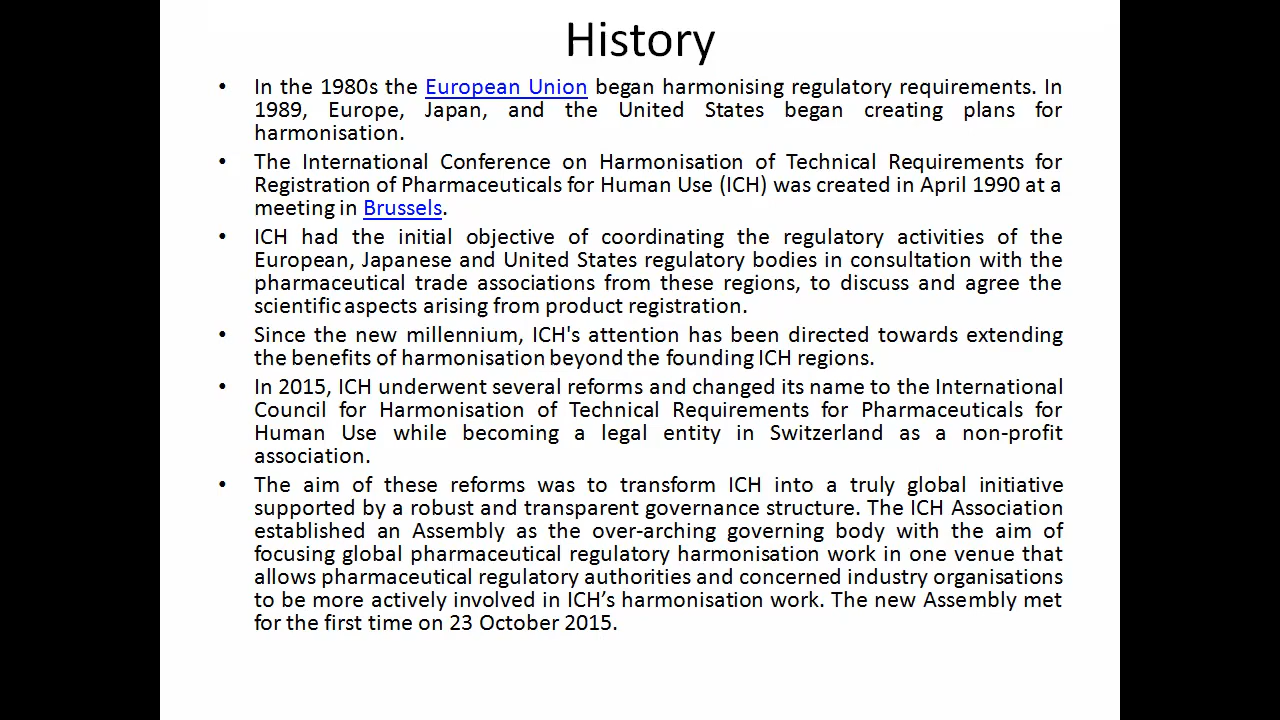 History
• In the 1980s the European Union began harmonising regulatory requirements. In
1989, Europe, Japan, and the United States began creating plans for
harmonisation.
• The International Conference on Harmonisation of Technical Requirements for
Registration of Pharmaceuticals for Human Use (ICH) was created in April 1990 at a
meeting in Brussels.
• ICH had the initial objective of coordinating the regulatory activities of the
European, Japanese and United States regulatory bodies in consultation with the
pharmaceutical trade associations from these regions, to discuss and agree the
scientific aspects arising from product registration.
• Since the new millennium, ICH's attention has been directed towards extending
the benefits of harmonisation beyond the founding ICH regions.
• In 2015, ICH underwent several reforms and changed its name to the International
Council for Harmonisation of Technical Requirements for Pharmaceuticals for
Human Use while becoming a legal entity in Switzerland as a non-profit
association.
• The aim of these reforms was to transform ICH into a truly global initiative
supported by a robust and transparent governance structure. The ICH Association
established an Assembly as the over-arching governing body with the aim of
focusing global pharmaceutical regulatory harmonisation work in one venue that
allows pharmaceutical regulatory authorities and concerned industry organisations
to be more actively involved in ICH’s harmonisation work. The new Assembly met
for the first time on 23 October 2015.